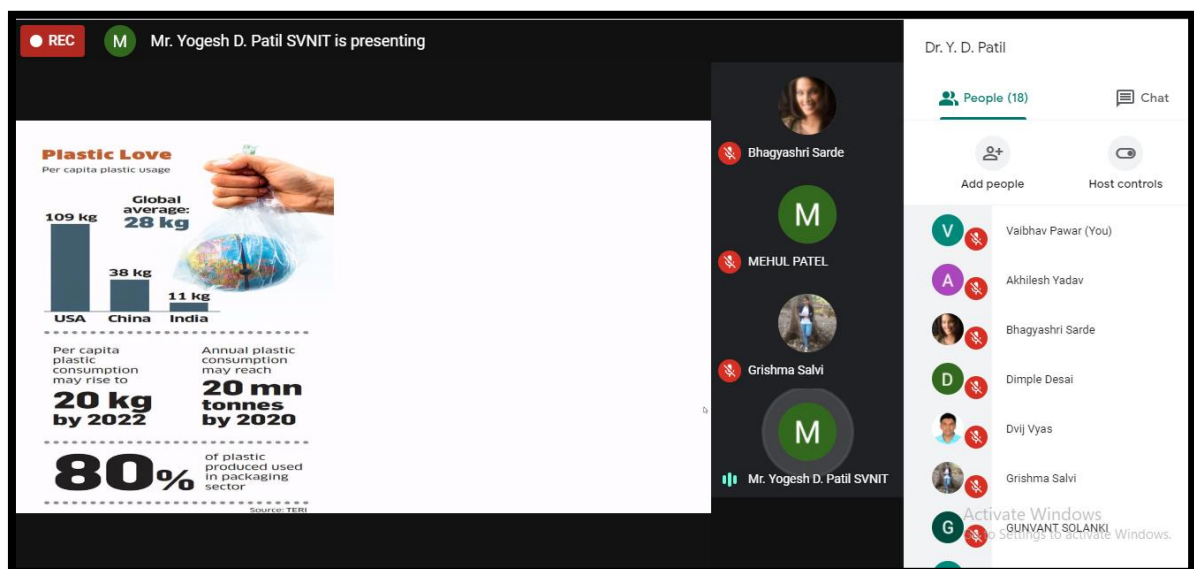 REC
M
Mr. Yogesh D. Patil SVNIT is presenting
Plastic Love
Per capita plastic usage
Global
average:
28 kg
109 kg
38 kg
11 kg
USA China India
Per capita
plastic
consumption
may rise to
20 kg
by 2022
Annual plastic
consumption
may reach
20 mn
tonnes
by 2020
80%
of plastic
produced used
in packaging
sector
Source: TERI
Bhagyashri Sarde
M
MEHUL PATEL
Grishma Salvi
M
Mr. Yogesh D. Patil SVNIT
Dr. Y. D. Patil
People (18)
Chat
Add people
Host controls
V
Vaibhav Pawar (You)
A
Akhilesh Yadav
Bhagyashri Sarde
D
Dimple Desai
Dvij Vyas
Grishma Salvi
Activate Windows
G
GUNVANT SOLANKI
to Settings to activate Windows.